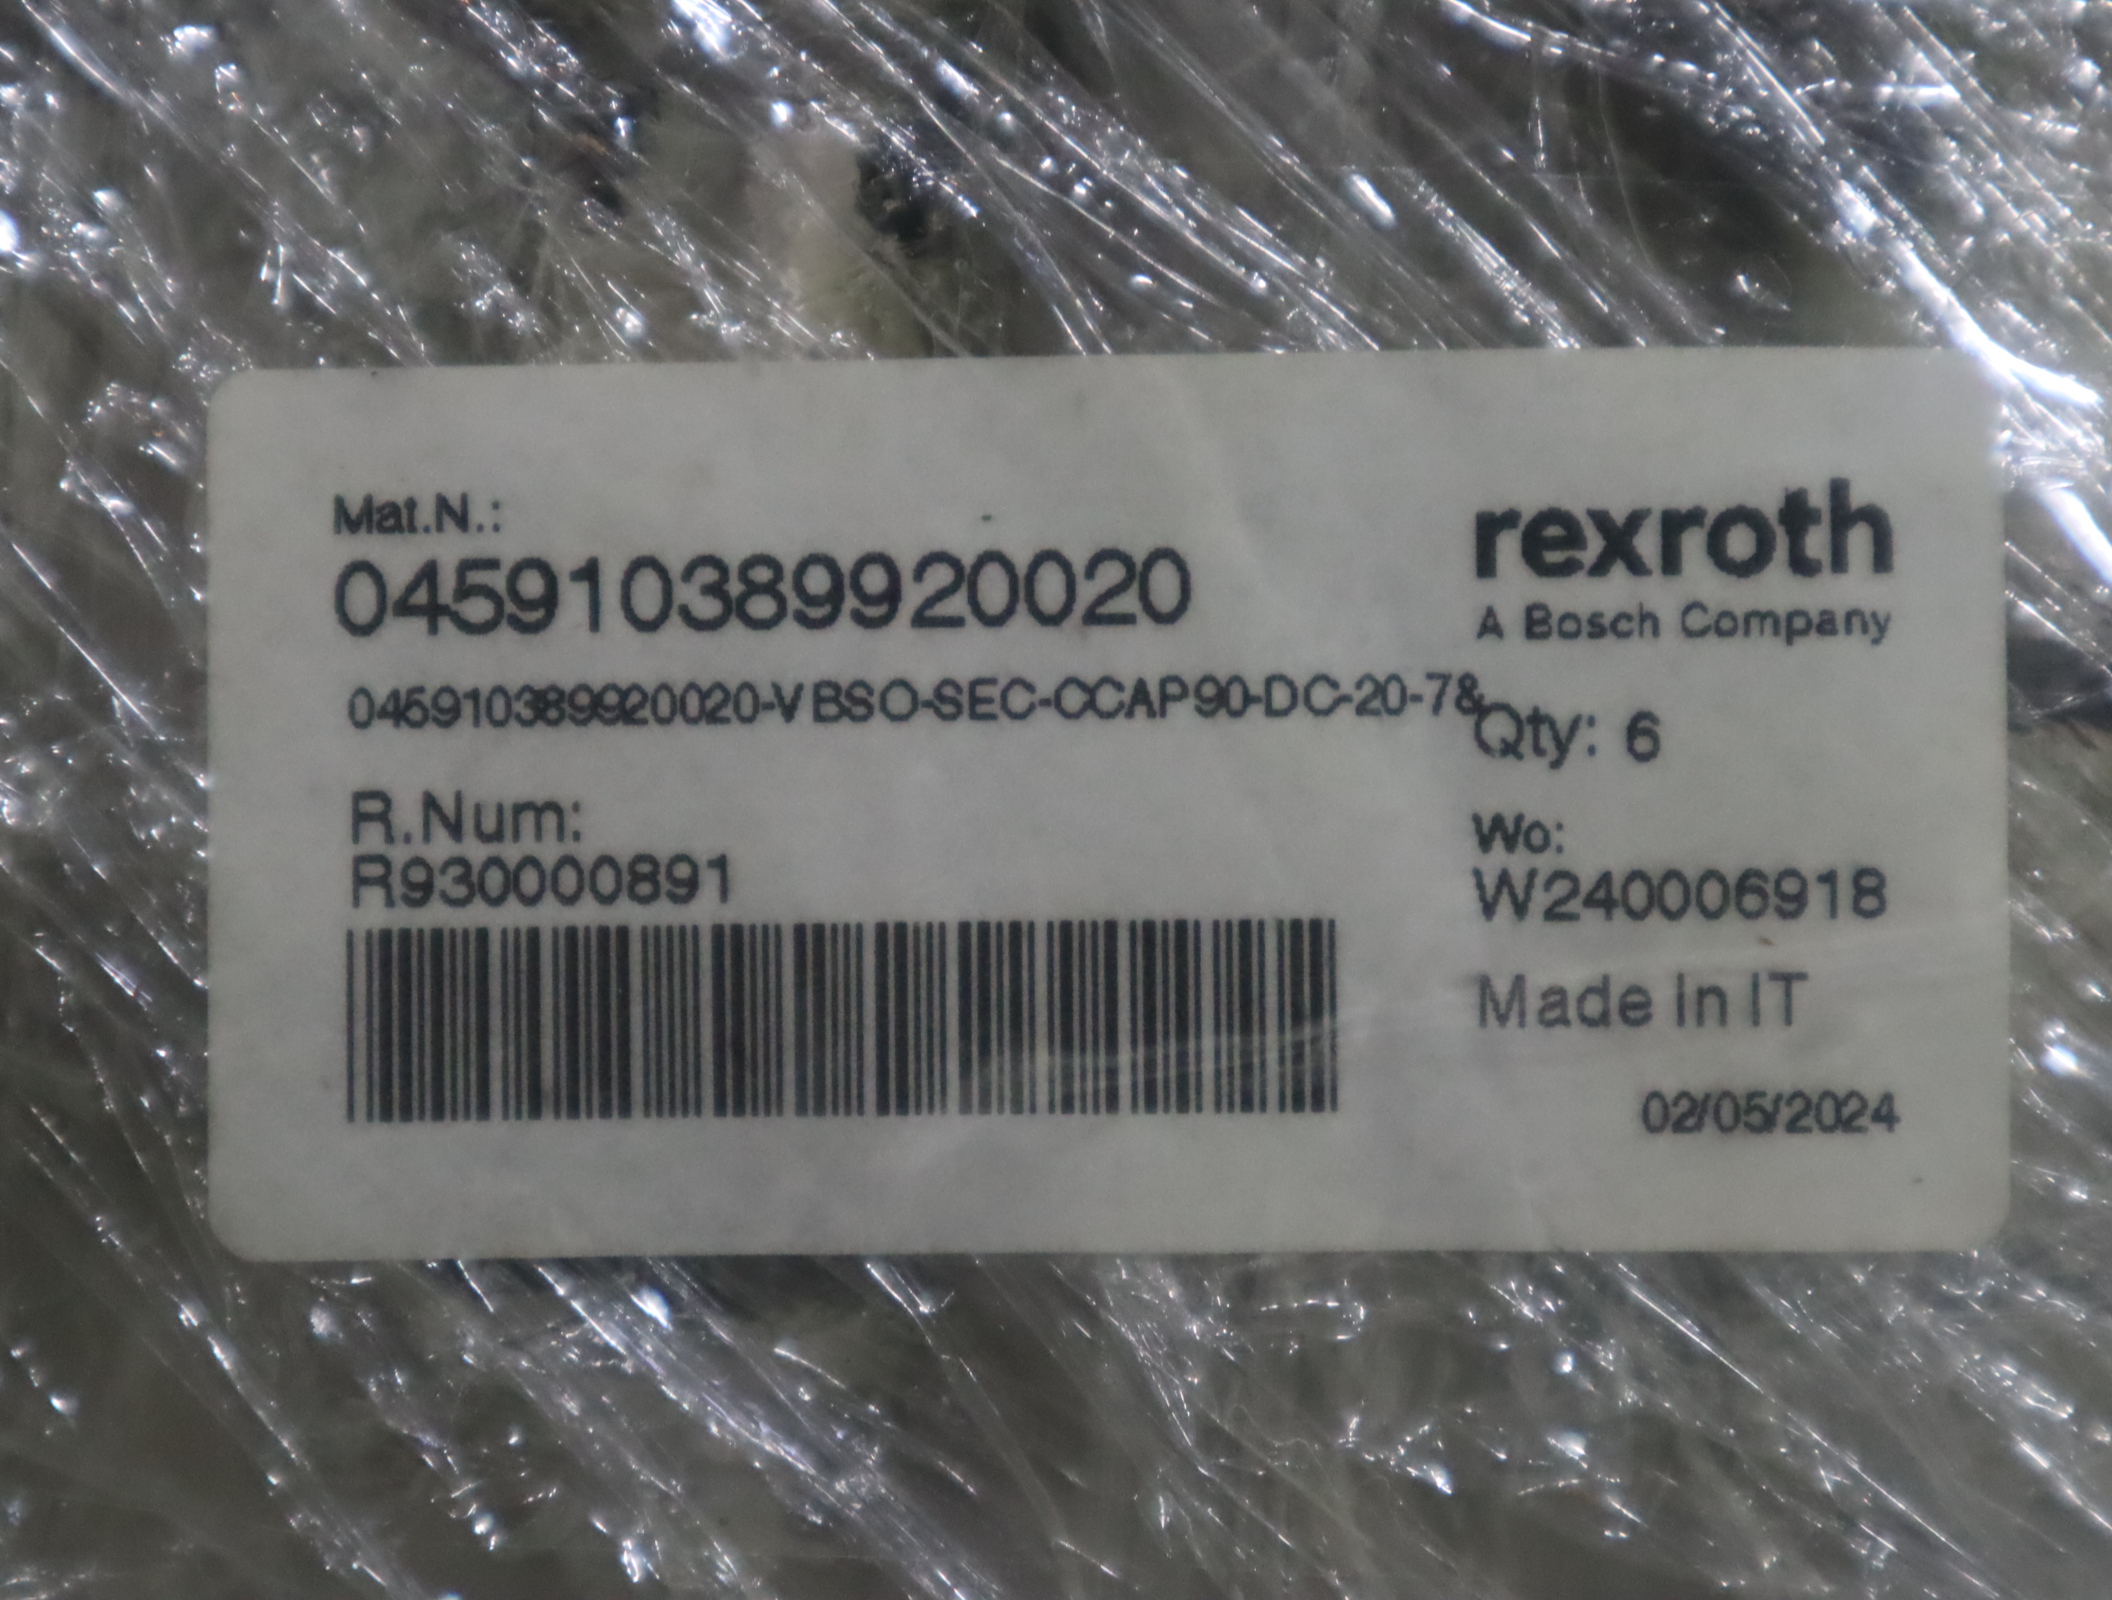 Mat.N.:
045910389920020
045910389920020-VBSO-SEC-CCAP90-DC-20-7&
R.Num:
R930000891
rexroth
A Bosch Company
Qty: 6
Wo:
W240006918
Made In IT
02/05/2024